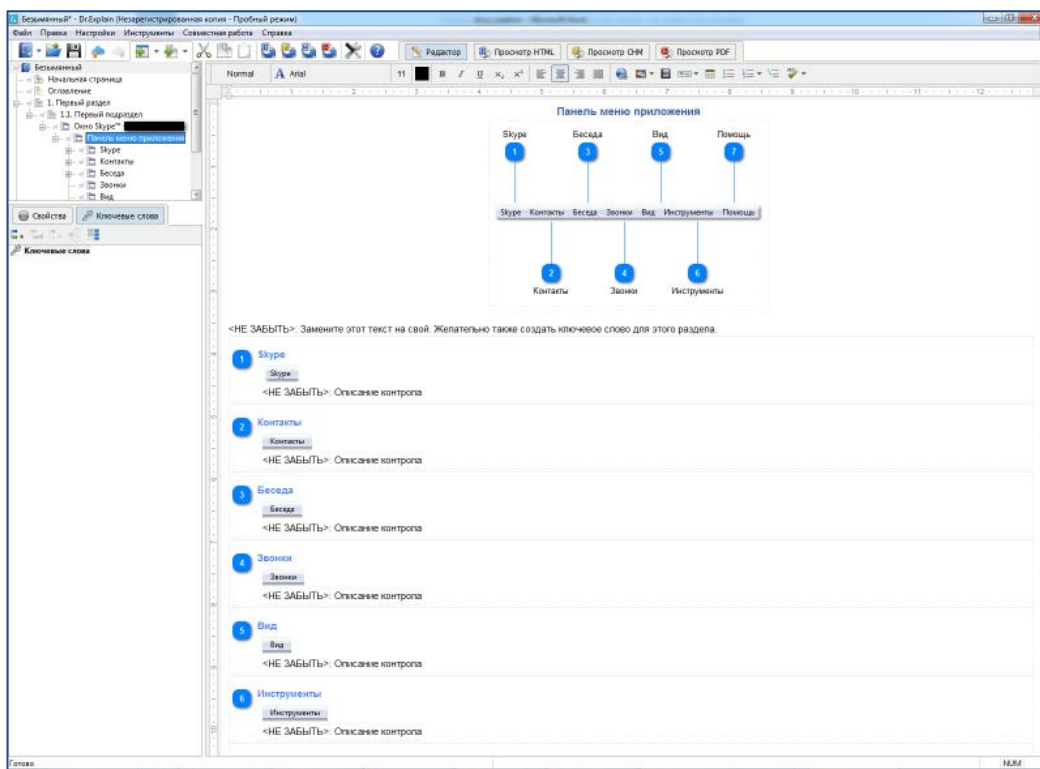 Безымянный* - Dr.Explain (Незарегистрированная копия - Пробный режим)
Файл Правка Настройки Инструменты Совместная работа Справка
Редактор Просмотр HTML Просмотр CHM Просмотр PDF
Безымянный
Начальная страница
Оглавление
1. Первый раздел
1.1. Первый подраздел
Окно Skype™
Панель меню приложения
Skype
Контакты
Беседа
Звонки
Вид
Свойства Ключевые слова
Ключевые слова
Normal Arial 11
Панель меню приложения
Skype Беседа Вид Помощь
1 3 5 7
Skype Контакты Беседа Звонки Вид Инструменты Помощь
2 4 6
Контакты Звонки Инструменты
<НЕ ЗАБЫТЬ>: Замените этот текст на свой. Желательно также создать ключевое слово для этого раздела.
1 Skype
Skype
<НЕ ЗАБЫТЬ>: Описание контрола
2 Контакты
Контакты
<НЕ ЗАБЫТЬ>: Описание контрола
3 Беседа
Беседа
<НЕ ЗАБЫТЬ>: Описание контрола
4 Звонки
Звонки
<НЕ ЗАБЫТЬ>: Описание контрола
5 Вид
Вид
<НЕ ЗАБЫТЬ>: Описание контрола
6 Инструменты
Инструменты
<НЕ ЗАБЫТЬ>: Описание контрола
Готово NUM